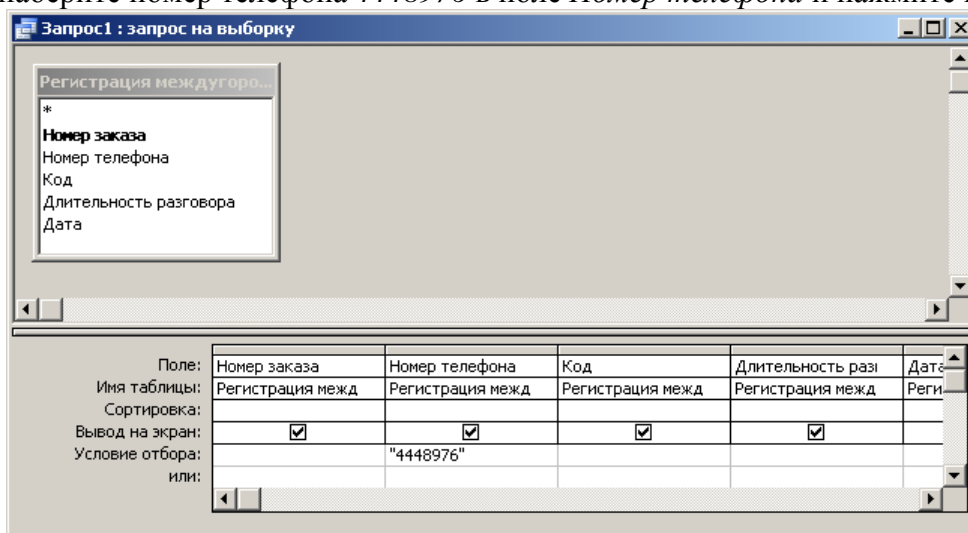 наберите номер телефона 4448976 в поле Номер телефона и нажмите
Запрос1 : запрос на выборку
Регистрация междугоро...
*
Номер заказа
Номер телефона
Код
Длительность разговора
Дата
Поле: Номер заказа Номер телефона Код Длительность разı Дата
Имя таблицы: Регистрация межд Регистрация межд Регистрация межд Регистрация межд Реги
Сортировка:
Вывод на экран:
Условие отбора: "4448976"
или: